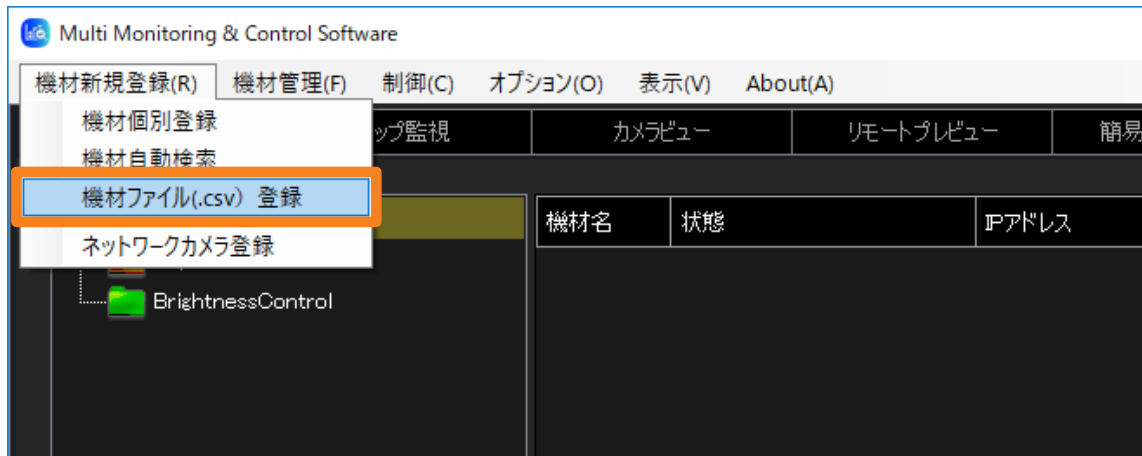 Multi Monitoring & Control Software
機材新規登録(R) 機材管理(F) 制御(C) オプション(O) 表示(V) About(A)
機材個別登録
ップ監視 カメラビュー リモートプレビュー 簡易
機材自動検索
機材ファイル(.csv) 登録
機材名 状態 IPアドレス
ネットワークカメラ登録
BrightnessControl